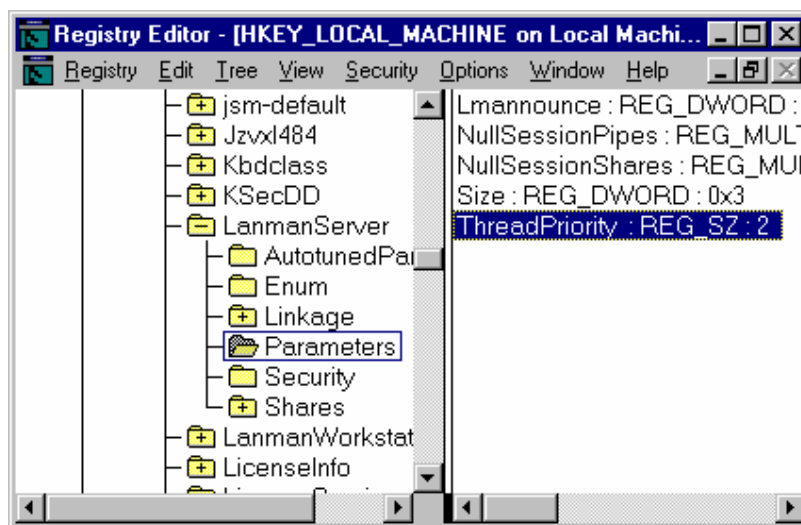 Registry Editor - [HKEY_LOCAL_MACHINE on Local Machi...
Registry Edit Tree View Security Options Window Help
jsm-default
Jzvxl484
Kbdclass
KSecDD
LanmanServer
AutotunedPar
Enum
Linkage
Parameters
Security
Shares
LanmanWorkstat
LicenseInfo
Lmannounce : REG_DWORD :
NullSessionPipes : REG_MULT
NullSessionShares : REG_MUL
Size : REG_DWORD : 0x3
ThreadPriority : REG_SZ : 2